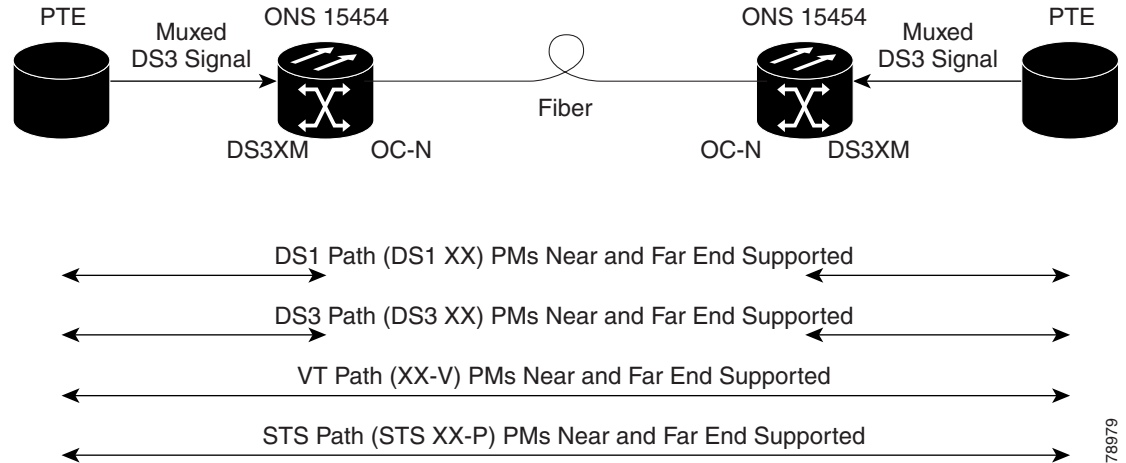 PTE
ONS 15454
ONS 15454
PTE
Muxed
DS3 Signal
Muxed
DS3 Signal
Fiber
DS3XM
OC-N
OC-N
DS3XM
DS1 Path (DS1 XX) PMs Near and Far End Supported
DS3 Path (DS3 XX) PMs Near and Far End Supported
VT Path (XX-V) PMs Near and Far End Supported
STS Path (STS XX-P) PMs Near and Far End Supported
78979